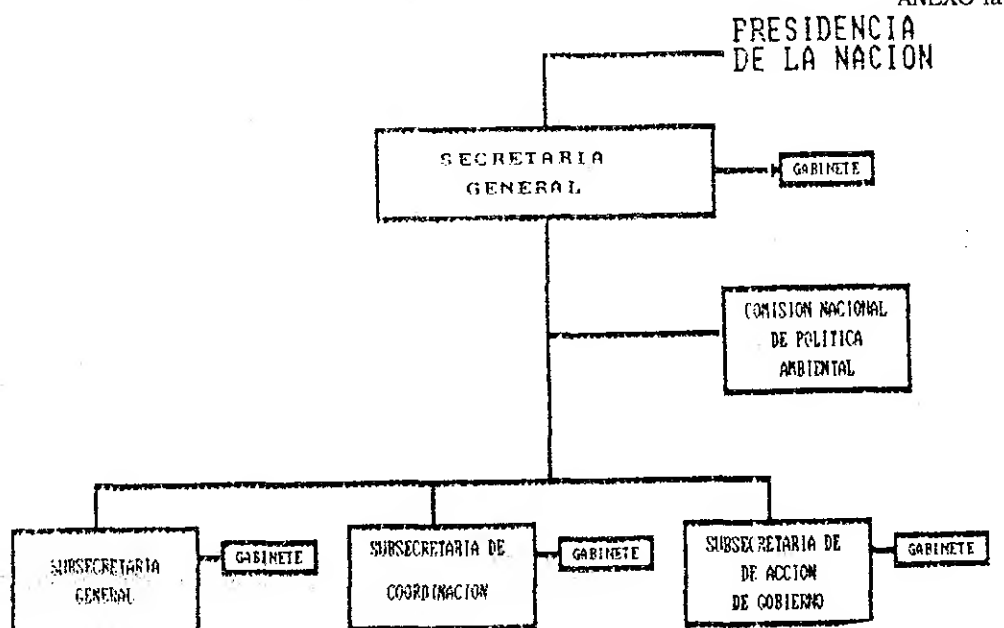 ANEXO Ia
PRESIDENCIA
DE LA NACION
SECRETARIA
GENERAL
GABINETE
COMISION NACIONAL
DE POLITICA
AMBIENTAL
SUBSECRETARIA
GENERAL
GABINETE
SUBSECRETARIA DE
COORDINACION
GABINETE
SUBSECRETARIA DE
DE ACCION
DE GOBIERNO
GABINETE